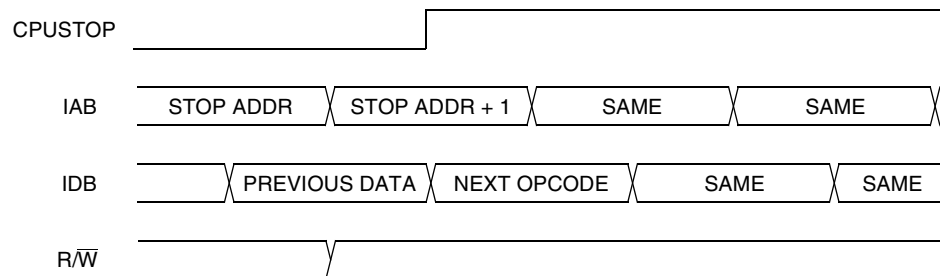 CPUSTOP
IAB STOP ADDR STOP ADDR + 1 SAME SAME
IDB PREVIOUS DATA NEXT OPCODE SAME SAME
R/W̅